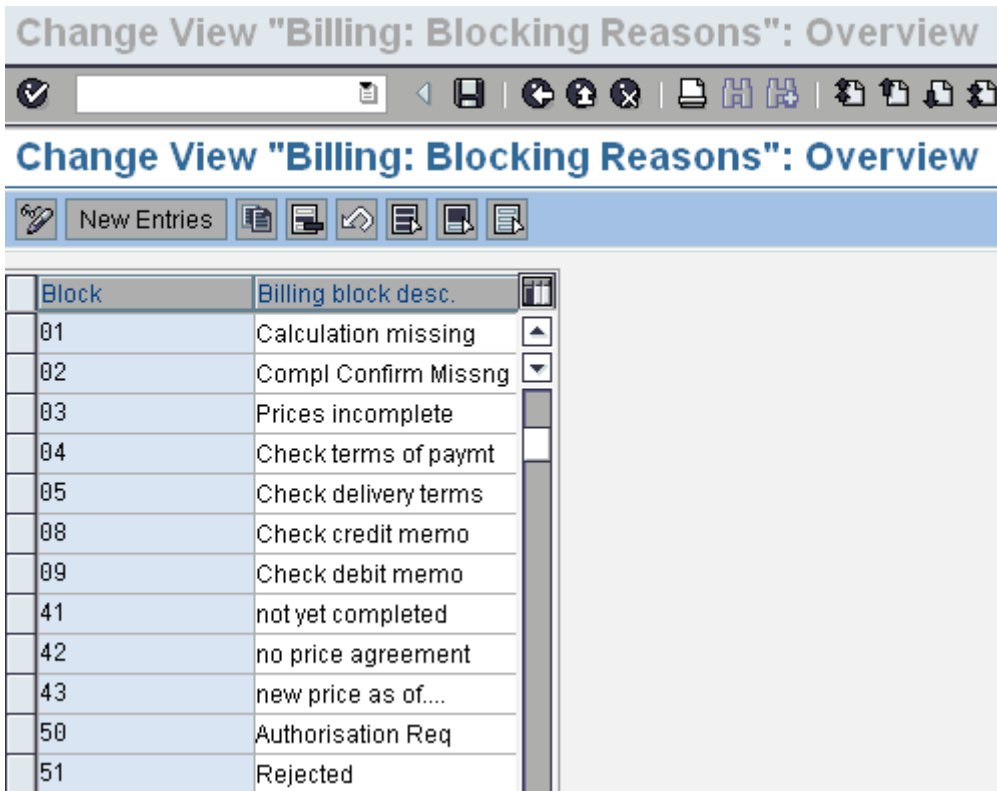 Change View "Billing: Blocking Reasons": Overview
Change View "Billing: Blocking Reasons": Overview
New Entries
Block Billing block desc.
01 Calculation missing
02 Compl Confirm Missng
03 Prices incomplete
04 Check terms of paymt
05 Check delivery terms
08 Check credit memo
09 Check debit memo
41 not yet completed
42 no price agreement
43 new price as of....
50 Authorisation Req
51 Rejected